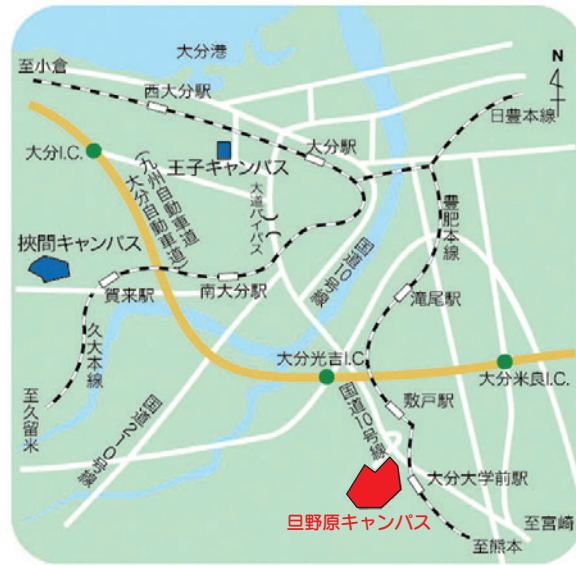 大分港
至小倉
西大分駅
N
日豊本線
大分駅
大分I.C.
王子キャンパス
(九州自動車道
大分自動車道)
大道バイパス
豊肥本線
挾間キャンパス
国道10号線
賀来駅
南大分駅
滝尾駅
久大本線
大分光吉I.C.
大分米良I.C.
至久留米
国道210号線
国道10号線
敷戸駅
大分大学前駅
旦野原キャンパス
至宮崎
至熊本